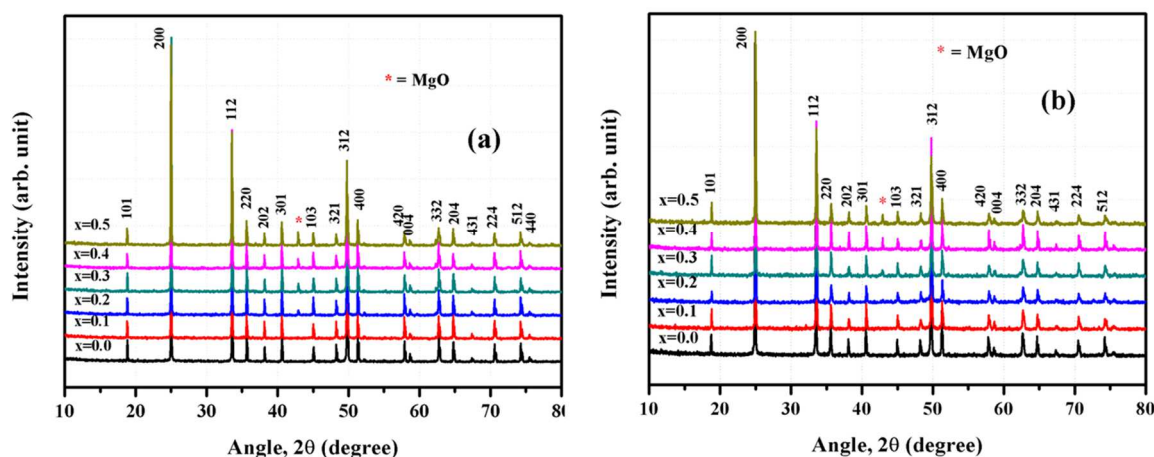 200
* = MgO
112
(a)
312
220
202
301
*
103
321
400
420
004
332
204
431
224
512
440
101
x=0.5
x=0.4
x=0.3
x=0.2
x=0.1
x=0.0
Intensity (arb. unit)
10 20 30 40 50 60 70 80
Angle, 2θ (degree)
200
* = MgO
112
(b)
312
220
202
301
*
103
321
400
420
004
332
204
431
224
512
101
x=0.5
x=0.4
x=0.3
x=0.2
x=0.1
x=0.0
Intensity (arb. unit)
10 20 30 40 50 60 70 80
Angle, 2θ (degree)